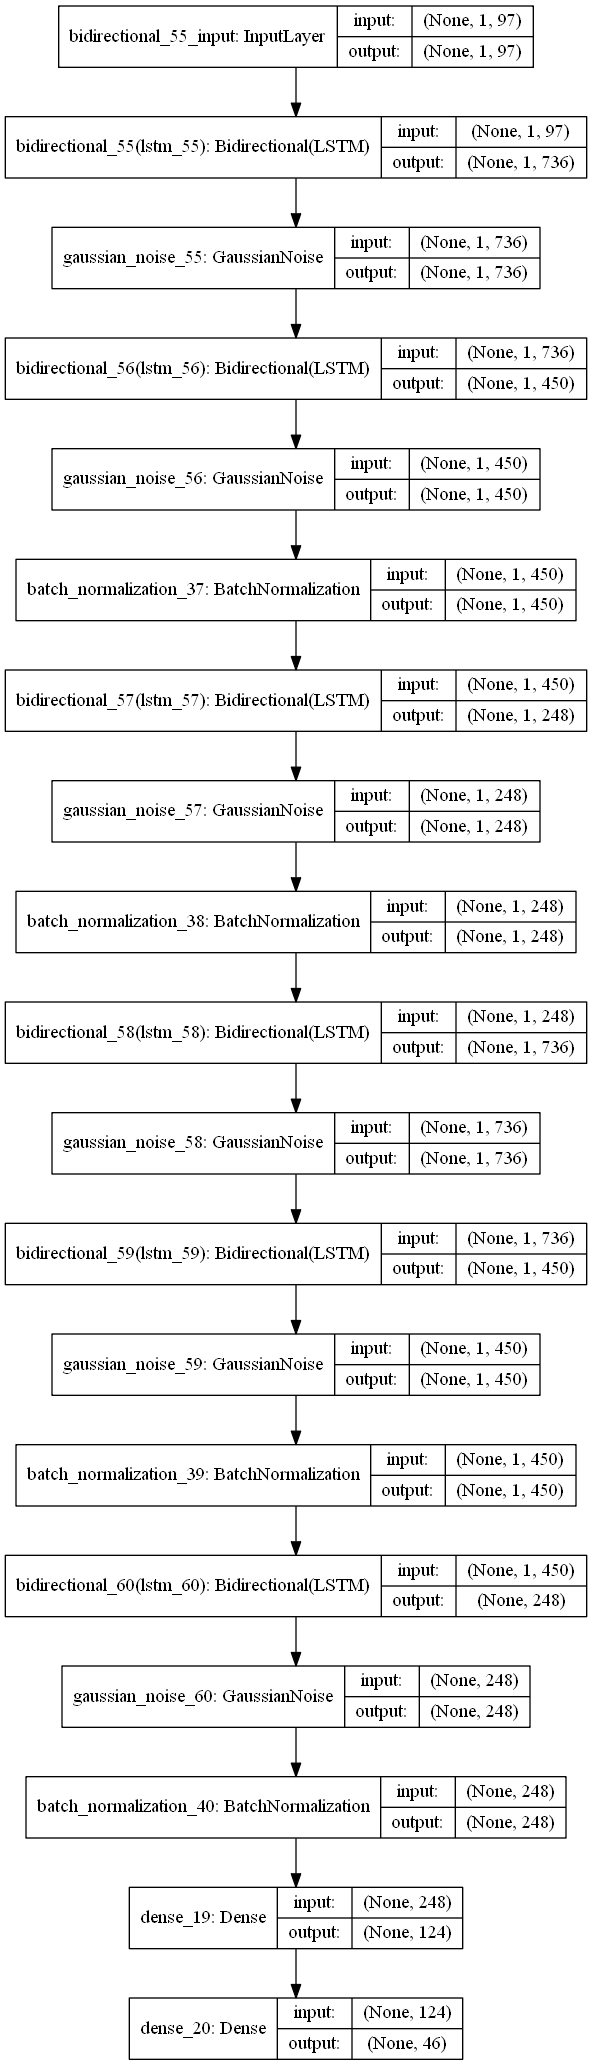 bidirectional_55_input: InputLayer
input: (None, 1, 97)
output: (None, 1, 97)
bidirectional_55(lstm_55): Bidirectional(LSTM)
input: (None, 1, 97)
output: (None, 1, 736)
gaussian_noise_55: GaussianNoise
input: (None, 1, 736)
output: (None, 1, 736)
bidirectional_56(lstm_56): Bidirectional(LSTM)
input: (None, 1, 736)
output: (None, 1, 450)
gaussian_noise_56: GaussianNoise
input: (None, 1, 450)
output: (None, 1, 450)
batch_normalization_37: BatchNormalization
input: (None, 1, 450)
output: (None, 1, 450)
bidirectional_57(lstm_57): Bidirectional(LSTM)
input: (None, 1, 450)
output: (None, 1, 248)
gaussian_noise_57: GaussianNoise
input: (None, 1, 248)
output: (None, 1, 248)
batch_normalization_38: BatchNormalization
input: (None, 1, 248)
output: (None, 1, 248)
bidirectional_58(lstm_58): Bidirectional(LSTM)
input: (None, 1, 248)
output: (None, 1, 736)
gaussian_noise_58: GaussianNoise
input: (None, 1, 736)
output: (None, 1, 736)
bidirectional_59(lstm_59): Bidirectional(LSTM)
input: (None, 1, 736)
output: (None, 1, 450)
gaussian_noise_59: GaussianNoise
input: (None, 1, 450)
output: (None, 1, 450)
batch_normalization_39: BatchNormalization
input: (None, 1, 450)
output: (None, 1, 450)
bidirectional_60(lstm_60): Bidirectional(LSTM)
input: (None, 1, 450)
output: (None, 248)
gaussian_noise_60: GaussianNoise
input: (None, 248)
output: (None, 248)
batch_normalization_40: BatchNormalization
input: (None, 248)
output: (None, 248)
dense_19: Dense
input: (None, 248)
output: (None, 124)
dense_20: Dense
input: (None, 124)
output: (None, 46)